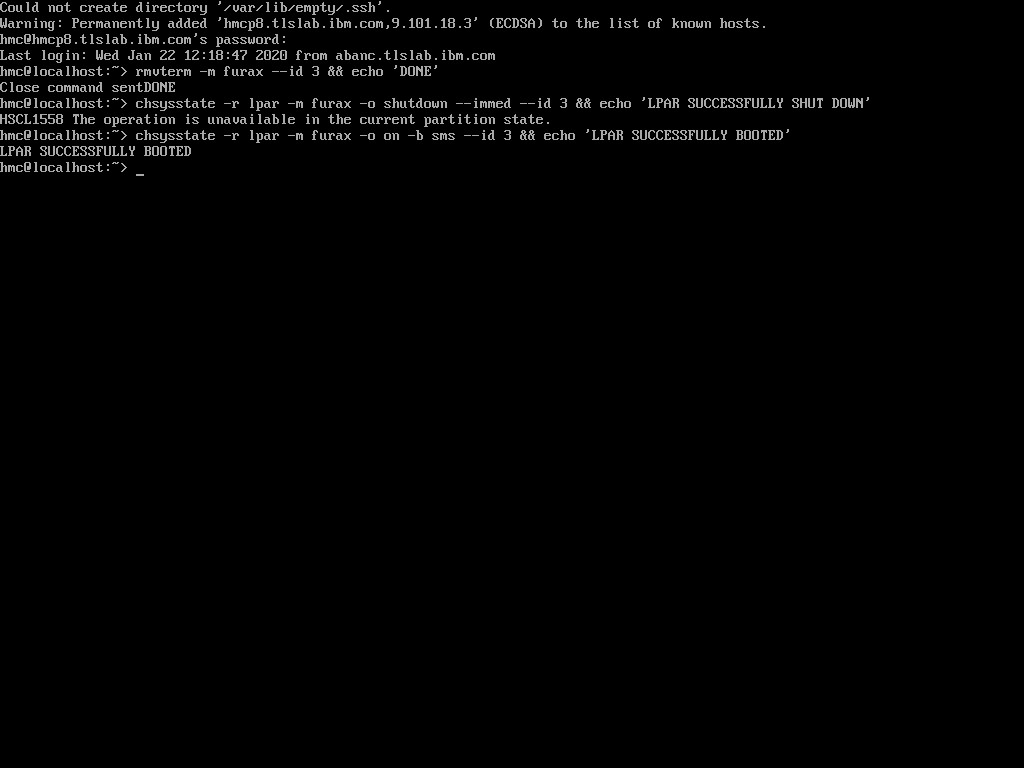 Could not create directory '/var/lib/empty/.ssh'.
Warning: Permanently added 'hmcp8.tlslab.ibm.com,9.101.18.3' (ECDSA) to the list of known hosts.
hmc@hmcp8.tlslab.ibm.com's password:
Last login: Wed Jan 22 12:18:47 2020 from abanc.tlslab.ibm.com
hmc@localhost:~> rmvterm -m furax --id 3 && echo 'DONE'
Close command sentDONE
hmc@localhost:~> chsysstate -r lpar -m furax -o shutdown --immed --id 3 && echo 'LPAR SUCCESSFULLY SHUT DOWN'
HSCL1558 The operation is unavailable in the current partition state.
hmc@localhost:~> chsysstate -r lpar -m furax -o on -b sms --id 3 && echo 'LPAR SUCCESSFULLY BOOTED'
LPAR SUCCESSFULLY BOOTED
hmc@localhost:~> _